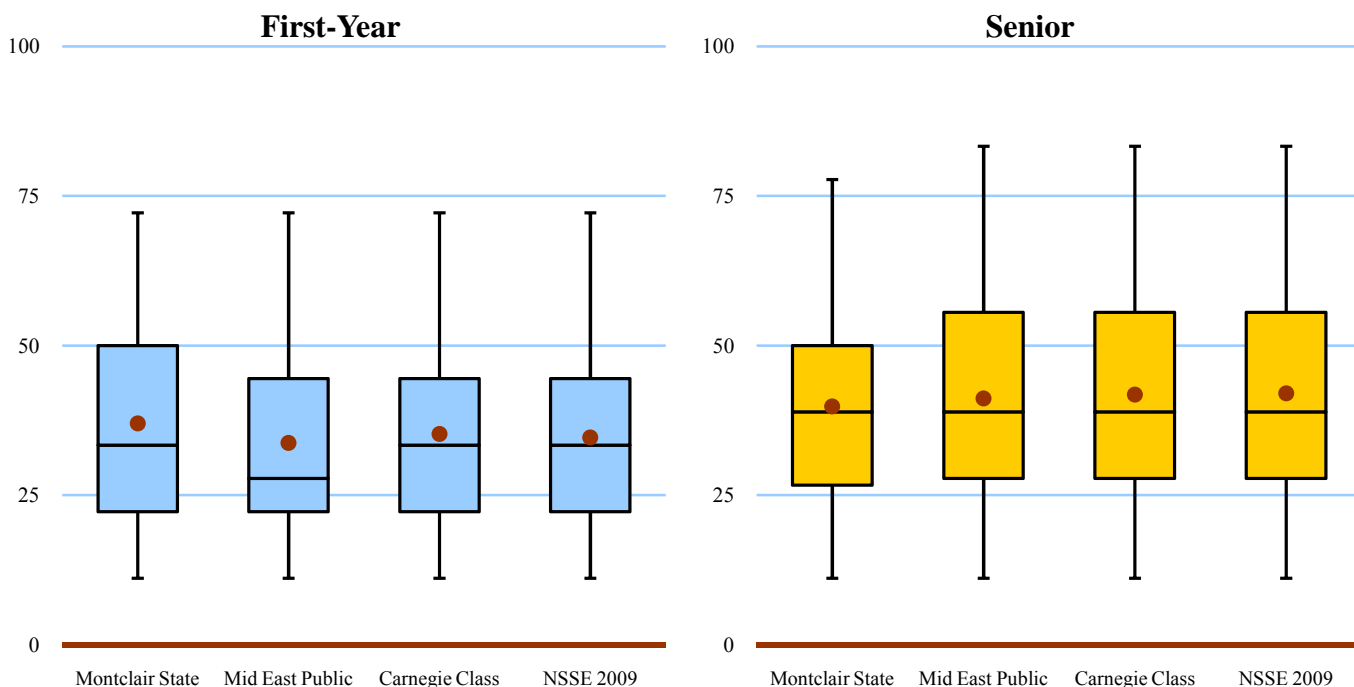 First-Year
100
75
50
25
0
Montclair State Mid East Public Carnegie Class NSSE 2009
Senior
100
75
50
25
0
Montclair State Mid East Public Carnegie Class NSSE 2009